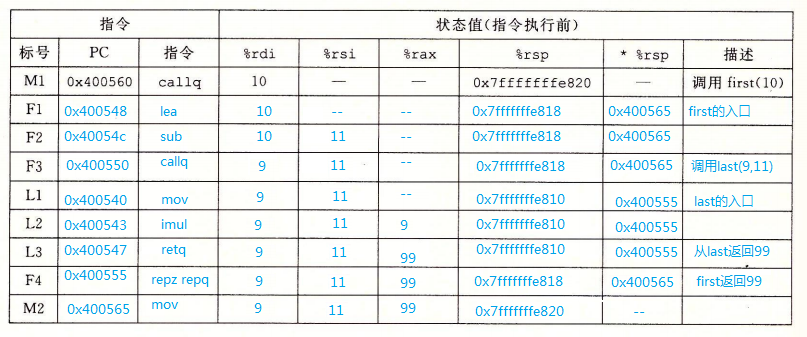 指令 状态值(指令执行前)
标号 PC 指令 %rdi %rsi %rax %rsp * %rsp 描述
M1 0x400560 callq 10 — — 0x7fffffffe820 — 调用 first(10)
F1 0x400548 lea 10 -- -- 0x7fffffffe818 0x400565 first的入口
F2 0x40054c sub 10 11 -- 0x7fffffffe818 0x400565
F3 0x400550 callq 9 11 -- 0x7fffffffe818 0x400565 调用last(9,11)
L1 0x400540 mov 9 11 -- 0x7fffffffe810 0x400555 last的入口
L2 0x400543 imul 9 11 9 0x7fffffffe810 0x400555
L3 0x400547 retq 9 11 99 0x7fffffffe810 0x400555 从last返回99
F4 0x400555 repz repq 9 11 99 0x7fffffffe818 0x400565 first返回99
M2 0x400565 mov 9 11 99 0x7fffffffe820 --